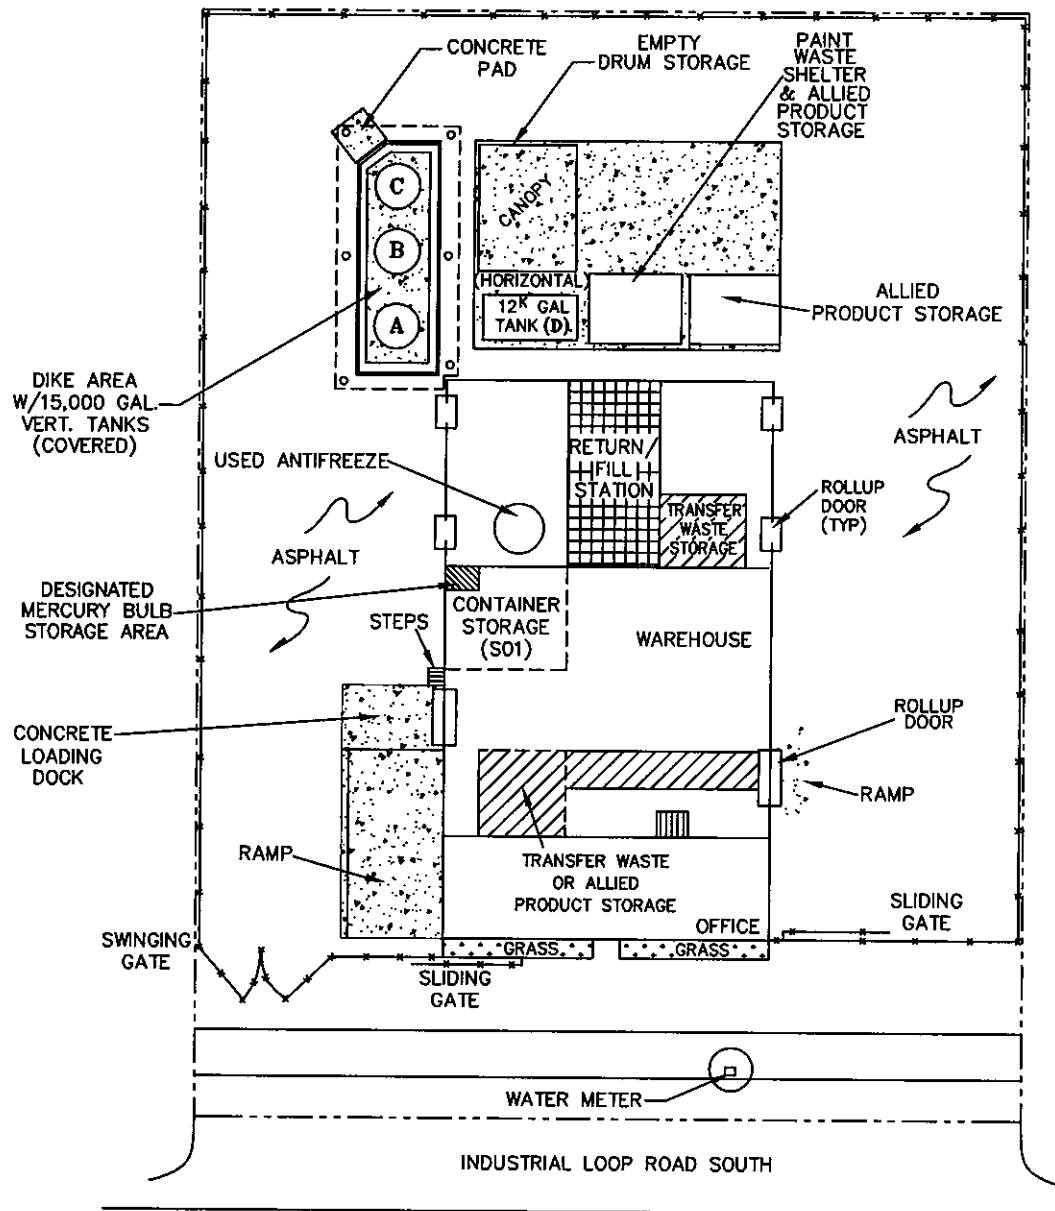 CONCRETE
PAD
EMPTY
DRUM STORAGE
PAINT
WASTE
SHELTER
& ALLIED
PRODUCT
STORAGE
C
B
A
CANOPY
(HORIZONTAL)
12K GAL
TANK (D)
ALLIED
PRODUCT STORAGE
DIKE AREA
W/15,000 GAL.
VERT. TANKS
(COVERED)
ASPHALT
USED ANTIFREEZE
RETURN/
FILL
STATION
TRANSFER
WASTE
STORAGE
ROLLUP
DOOR
(TYP)
ASPHALT
DESIGNATED
MERCURY BULB
STORAGE AREA
STEPS
CONTAINER
STORAGE
(S01)
WAREHOUSE
CONCRETE
LOADING
DOCK
ROLLUP
DOOR
RAMP
RAMP
TRANSFER WASTE
OR ALLIED
PRODUCT STORAGE
OFFICE
SLIDING
GATE
SWINGING
GATE
GRASS
GRASS
SLIDING
GATE
WATER METER
INDUSTRIAL LOOP ROAD SOUTH